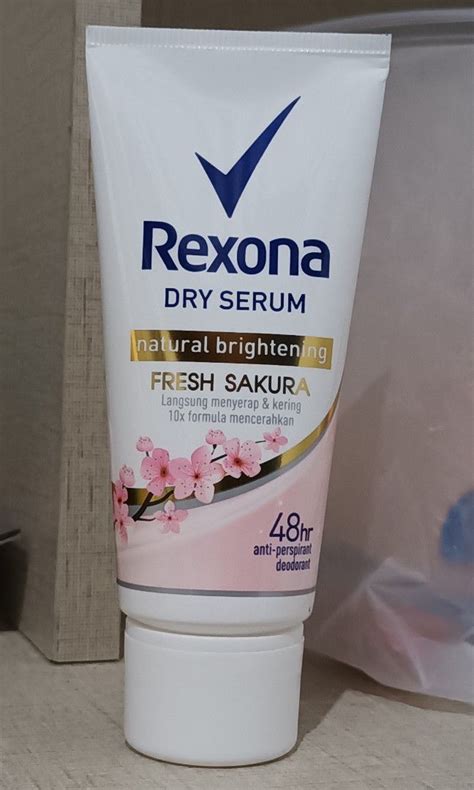 Rexona
DRY SERUM
natural brightening
FRESH SAKURA
Langsung menyerap & kering
10x formula mencerahkan
48hr
anti-perspirant
deodorant